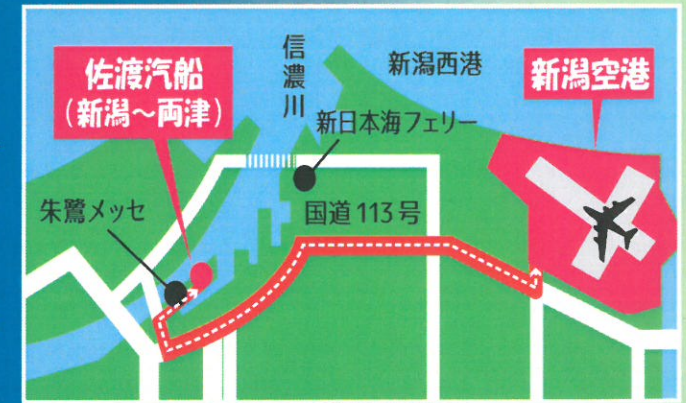 佐渡汽船
(新潟～両津)
信濃川
新潟西港
新潟空港
新日本海フェリー
朱鷺メッセ
国道113号